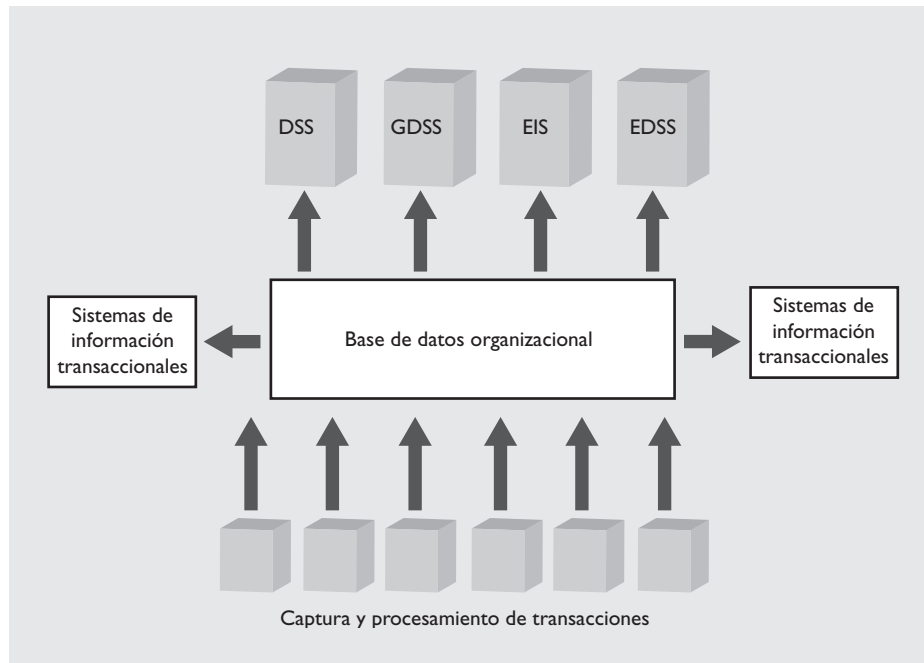 DSS
GDSS
EIS
EDSS
Sistemas de
información
transaccionales
Base de datos organizacional
Sistemas de
información
transaccionales
Captura y procesamiento de transacciones